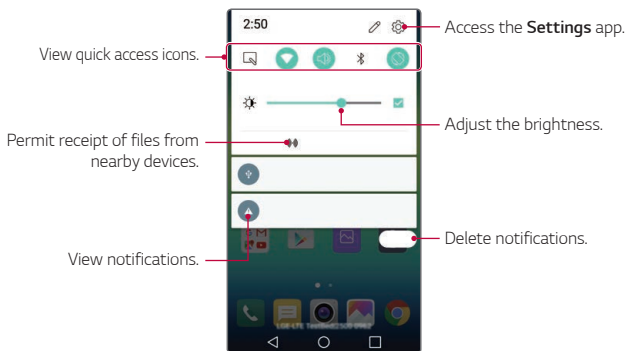 2:50
Access the Settings app.
View quick access icons.
Adjust the brightness.
Permit receipt of files from
nearby devices.
Delete notifications.
View notifications.